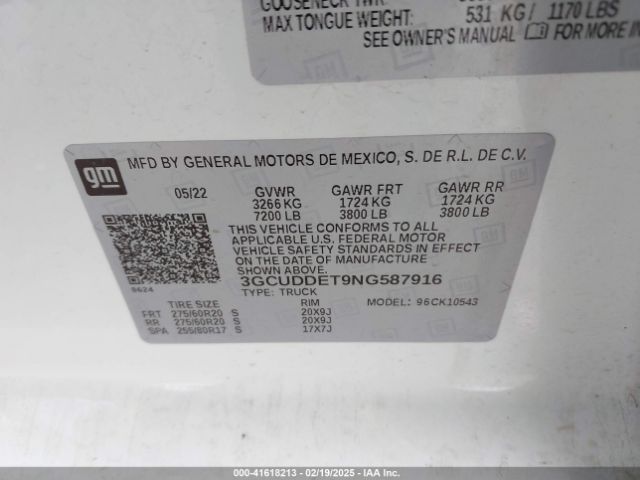 MAX TONGUE WEIGHT: 531 KG / 1170 LBS
SEE OWNER'S MANUAL FOR MORE
gm
MFD BY GENERAL MOTORS DE MEXICO, S. DE R.L. DE C.V.
05/22 GVWR GAWR FRT GAWR RR
3266 KG 1724 KG 1724 KG
7200 LB 3800 LB 3800 LB
THIS VEHICLE CONFORMS TO ALL
APPLICABLE U.S. FEDERAL MOTOR
VEHICLE SAFETY STANDARDS IN EFFECT
ON THE DATE OF MANUFACTURE SHOWN
ABOVE.
3GCUDDET9NG587916
8624
TYPE: TRUCK MODEL: 96CK10543
TIRE SIZE RIM
FRT 275/60R20 S 20X9J
RR 275/60R20 S 20X9J
SPA 255/80R17 S 17X7J
000-41618213 - 02/19/2025 - IAA, Inc.